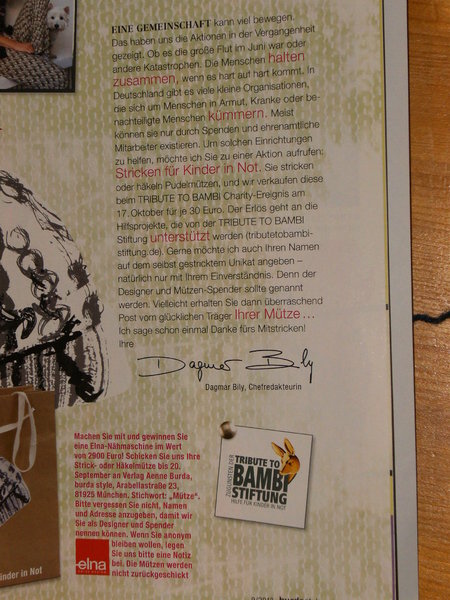 EINE GEMEINSCHAFT kann viel bewegen.
Das haben uns die Aktionen in der Vergangenheit
gezeigt. Ob es die große Flut im Juni war oder
andere Katastrophen. Die Menschen halten
zusammen, wenn es hart auf hart kommt. In
Deutschland gibt es viele kleine Organisationen,
die sich um Menschen in Armut, Kranke oder be-
nachteiligte Menschen kümmern. Meist
können sie nur durch Spenden und ehrenamtliche
Mitarbeiter existieren. Um solchen Einrichtungen
zu helfen, möchte ich Sie zu einer Aktion aufrufen:
Stricken für Kinder in Not. Sie stricken
oder häkeln Pudelmützen, und wir verkaufen diese
beim TRIBUTE TO BAMBI Charity-Ereignis am
17. Oktober für je 30 Euro. Der Erlös geht an die
Hilfsprojekte, die von der TRIBUTE TO BAMBI
Stiftung unterstützt werden (tributetobambi-
stiftung.de). Gerne möchte ich auch Ihren Namen
auf dem selbst gestricktem Unikat angeben –
natürlich nur mit Ihrem Einverständnis. Denn der
Designer und Mützen-Spender sollte genannt
werden. Vielleicht erhalten Sie dann überraschend
Post vom glücklichen Träger Ihrer Mütze ...
Ich sage schon einmal Danke fürs Mitstricken!
Ihre
Dagmar Bily
Dagmar Bily, Chefredakteurin
Machen Sie mit und gewinnen Sie
eine Elna-Nähmaschine im Wert
von 2900 Euro! Schicken Sie uns Ihre
Strick- oder Häkelmütze bis 20.
September an Verlag Aenne Burda,
burda style, Arabellastraße 23,
81925 München. Stichwort: „Mütze“.
Bitte vergessen Sie nicht, Namen
und Adresse anzugeben, damit wir
Sie als Designer und Spender
nennen können. Wenn Sie anonym
bleiben wollen, legen
Sie uns bitte eine Notiz
bei. Die Mützen werden
nicht zurückgeschickt
elna
ZUGUNSTEN DER
TRIBUTE TO
BAMBI
STIFTUNG
HILFE FÜR KINDER IN NOT
inder in Not